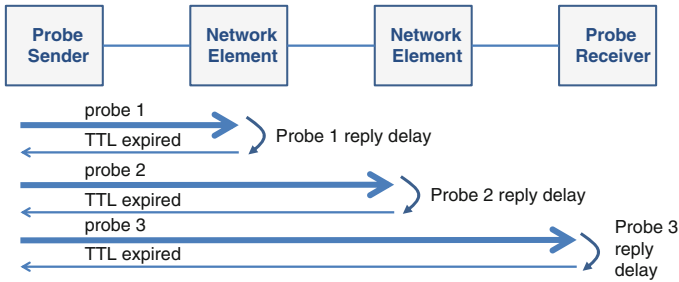 Probe
Sender
Network
Element
Network
Element
Probe
Receiver
probe 1
TTL expired
Probe 1 reply delay
probe 2
TTL expired
Probe 2 reply delay
probe 3
TTL expired
Probe 3
reply
delay